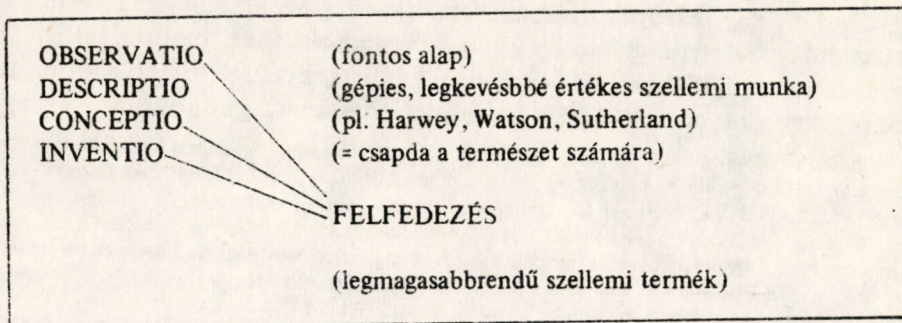 OBSERVATIO (fontos alap)
DESCRIPTIO (gépies, legkevésbbé értékes szellemi munka)
CONCEPTIO (pl. Harwey, Watson, Sutherland)
INVENTIO (= csapda a természet számára)
FELFEDEZÉS
(legmagasabbrendű szellemi termék)